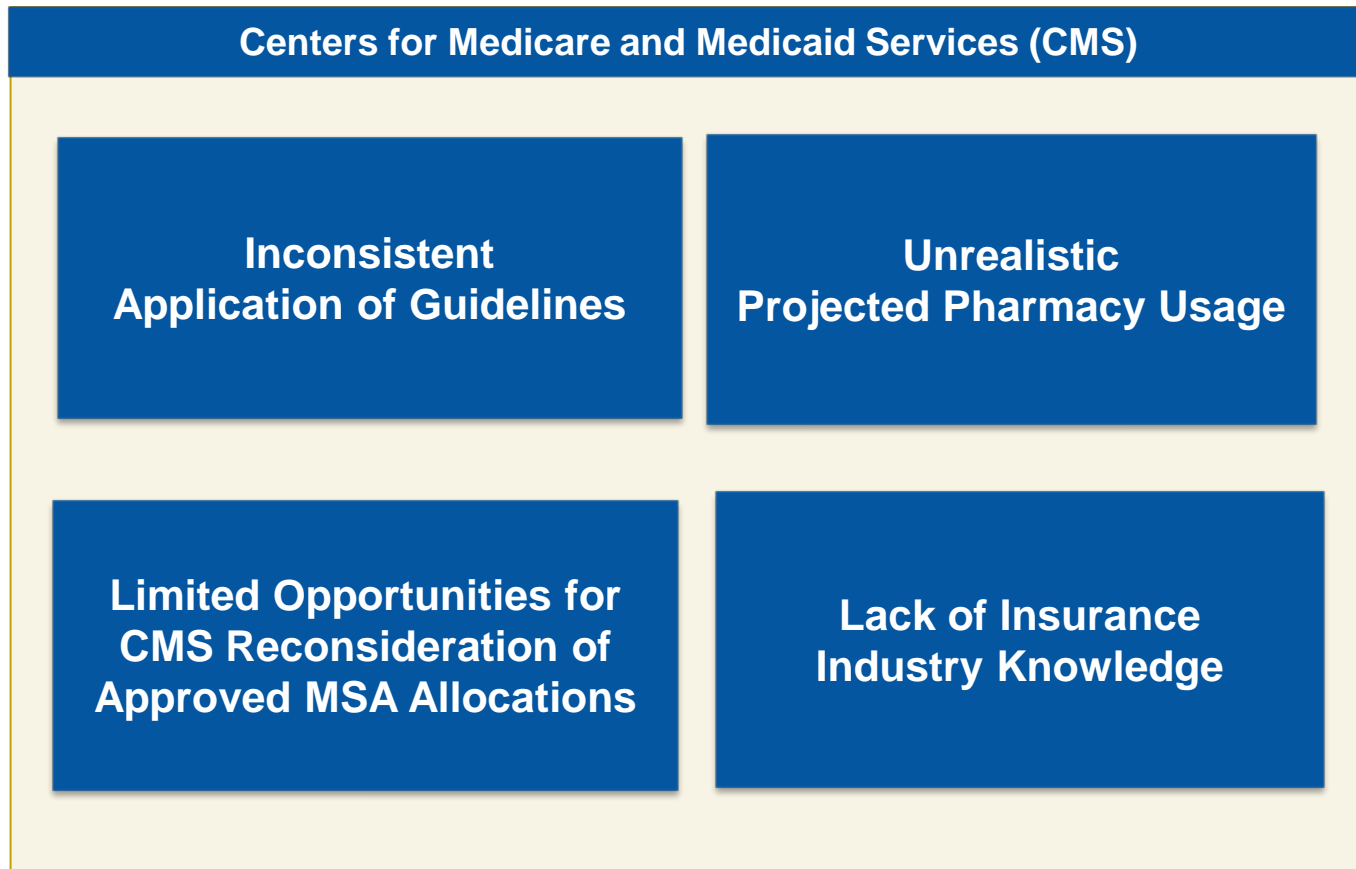 Centers for Medicare and Medicaid Services (CMS)
Inconsistent
Application of Guidelines
Unrealistic
Projected Pharmacy Usage
Limited Opportunities for
CMS Reconsideration of
Approved MSA Allocations
Lack of Insurance
Industry Knowledge